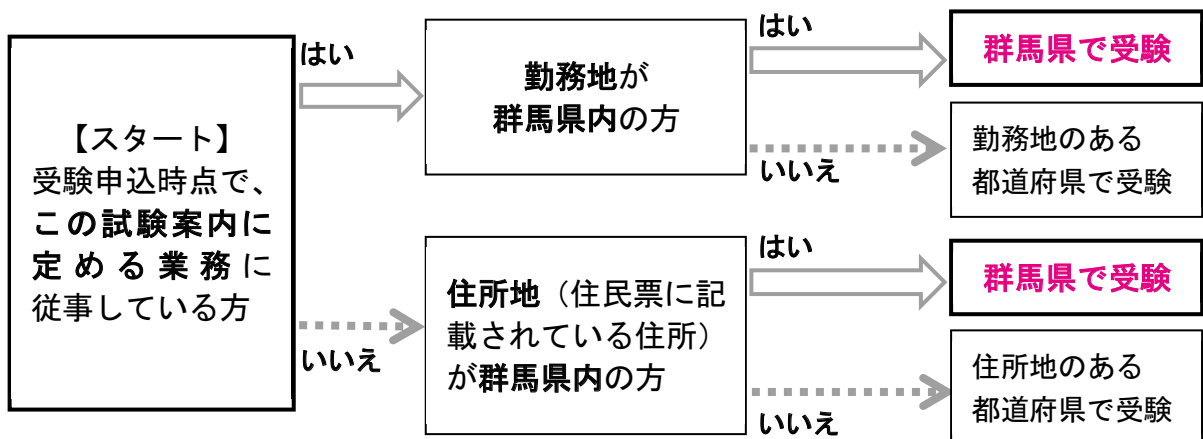 【スタート】
受験申込時点で、
この試験案内に
定める業務に
従事している方
はい
勤務地が
群馬県内の方
はい
群馬県で受験
いいえ
勤務地のある
都道府県で受験
いいえ
住所地（住民票に記
載されている住所）
が群馬県内の方
はい
群馬県で受験
いいえ
住所地のある
都道府県で受験